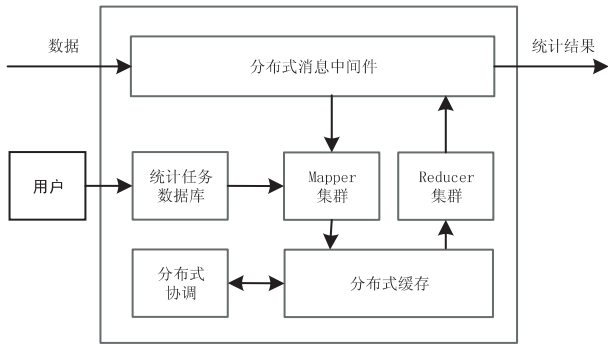 数据
分布式消息中间件
统计结果
用户
统计任务
数据库
Mapper
集群
Reducer
集群
分布式
协调
分布式缓存